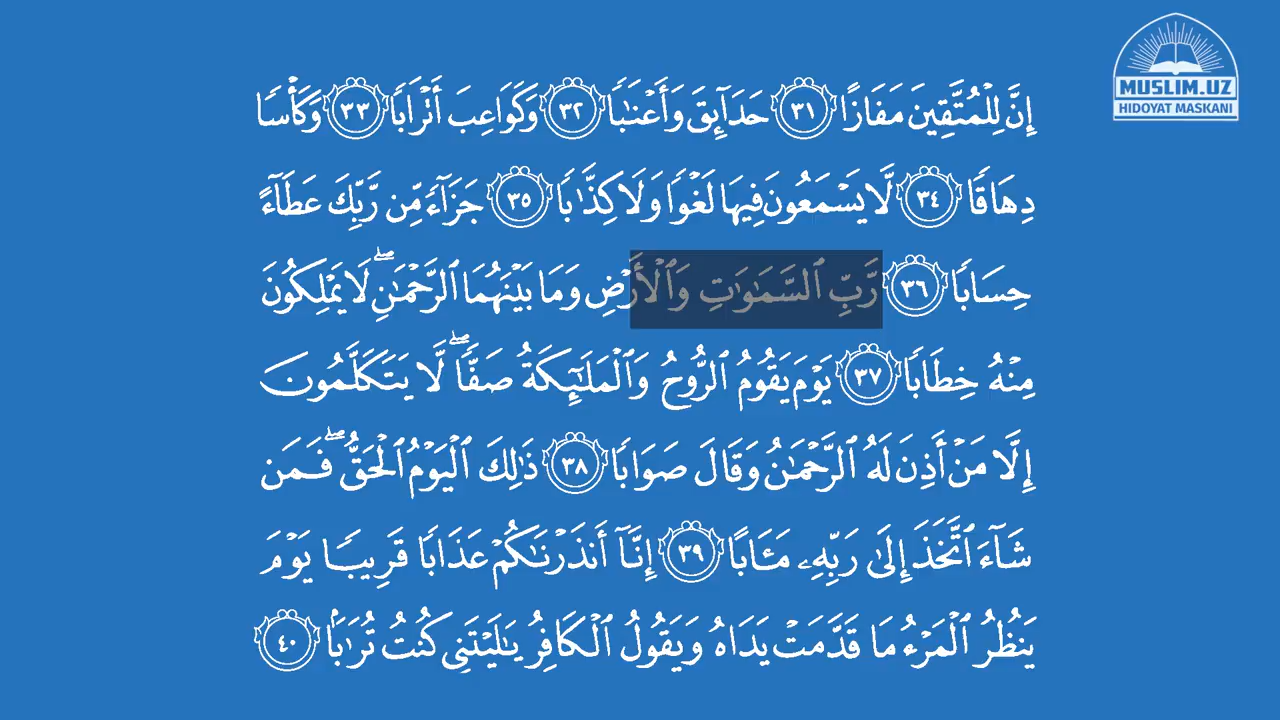 MUSLIM.UZ
HIDOYAT MASKANI
إِنَّ لِلْمُتَّقِينَ مَفَازًا ٣١ حَدَآئِقَ وَأَعْنَٰبًا ٣٢ وَكَوَاعِبَ أَتْرَابًا ٣٣ وَكَأْسًا
دِهَاقًا ٣٤ لَّا يَسْمَعُونَ فِيهَا لَغْوًا وَلَا كِذَّٰبًا ٣٥ جَزَآءً مِّن رَّبِّكَ عَطَآءً
حِسَابًا ٣٦ رَّبِّ ٱلسَّمَٰوَٰتِ وَٱلْأَرْضِ وَمَا بَيْنَهُمَا ٱلرَّحْمَٰنِۖ لَا يَمْلِكُونَ
مِنْهُ خِطَابًا ٣٧ يَوْمَ يَقُومُ ٱلرُّوحُ وَٱلْمَلَٰٓئِكَةُ صَفًّاۖ لَّا يَتَكَلَّمُونَ
إِلَّا مَنْ أَذِنَ لَهُ ٱلرَّحْمَٰنُ وَقَالَ صَوَابًا ٣٨ ذَٰلِكَ ٱلْيَوْمُ ٱلْحَقُّۖ فَمَن
شَآءَ ٱتَّخَذَ إِلَىٰ رَبِّهِۦ مَـَٔابًا ٣٩ إِنَّآ أَنذَرْنَٰكُمْ عَذَابًا قَرِيبًا يَوْمَ
يَنظُرُ ٱلْمَرْءُ مَا قَدَّمَتْ يَدَاهُ وَيَقُولُ ٱلْكَافِرُ يَٰلَيْتَنِى كُنتُ تُرَٰبًۢا ٤٠